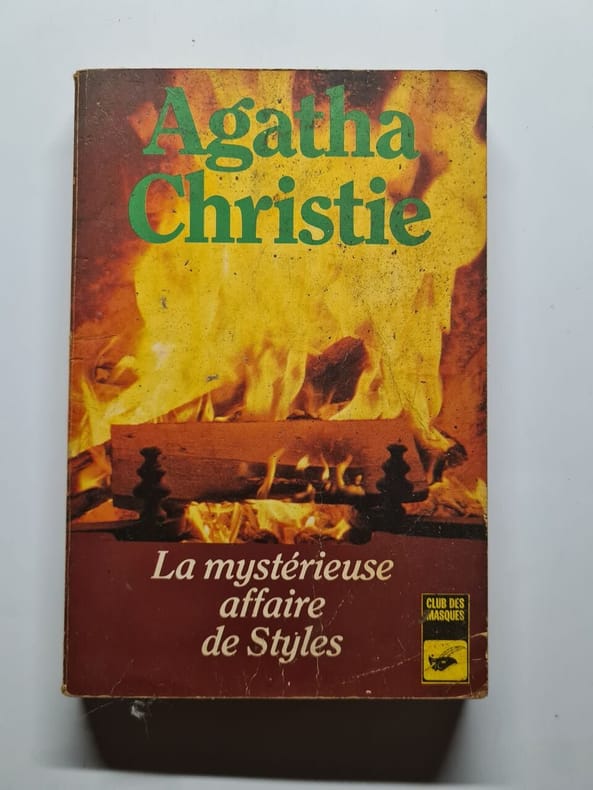 Agatha
Christie
La mystérieuse
affaire
de Styles
CLUB DES
MASQUES